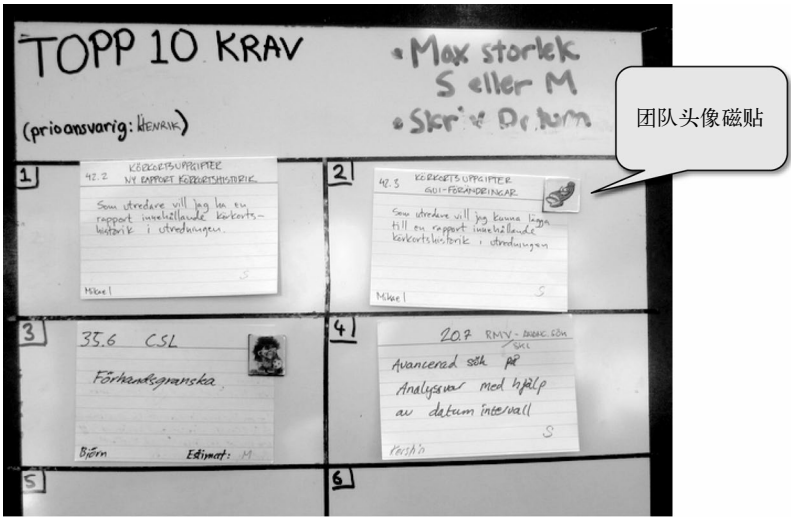 TOPP 10 KRAV
(prioansvarig: HENRIK)
• Max storlek
S eller M
• Skriv Datum
团队头像磁贴
1
42.2 KÖRKORTSUPPGIFTER
NY RAPPORT KÖRKORTSHISTORIK
Som utredare vill jag ha en
rapport innehållande körkorts-
historik i utredningen.
S
Mikael
2
42.3 KÖRKORTSUPPGIFTER
GUI-FÖRÄNDRINGAR
Som utredare vill jag kunna lägga
till en rapport innehållande
körkortshistorik i utredningen
S
Mikael
3
35.6 CSL
Förhandsgranska
Björn Estimat: M
4
20.7 RMV - SÖK
Avancerad sök på
Analyssvar med hjälp
av datum intervall
S
Kerstin
5
6